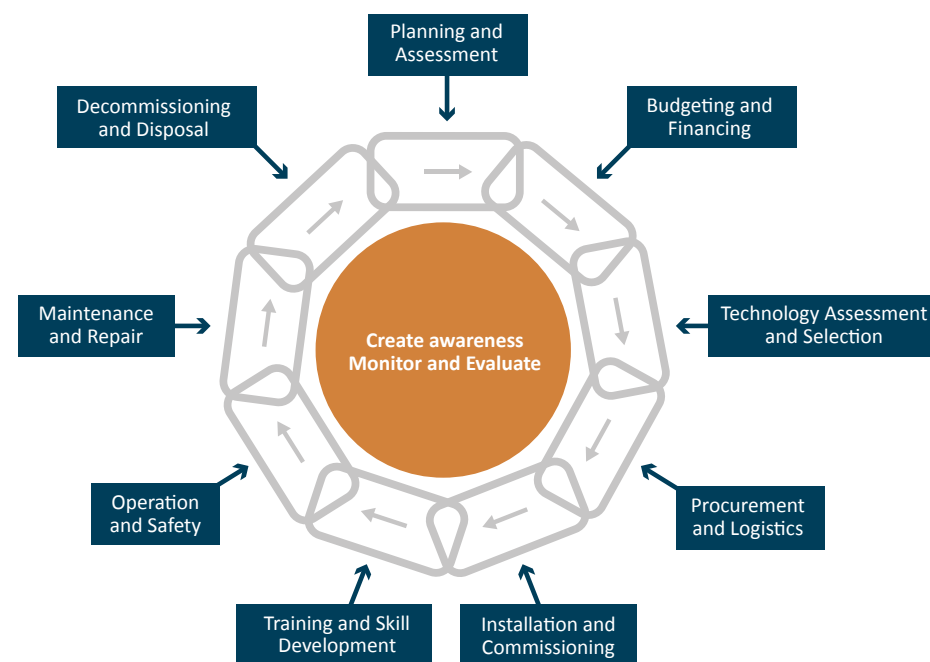 Planning and
Assessment
Budgeting and
Financing
Technology Assessment
and Selection
Procurement
and Logistics
Installation and
Commissioning
Training and Skill
Development
Operation
and Safety
Maintenance
and Repair
Decommissioning
and Disposal
Create awareness
Monitor and Evaluate